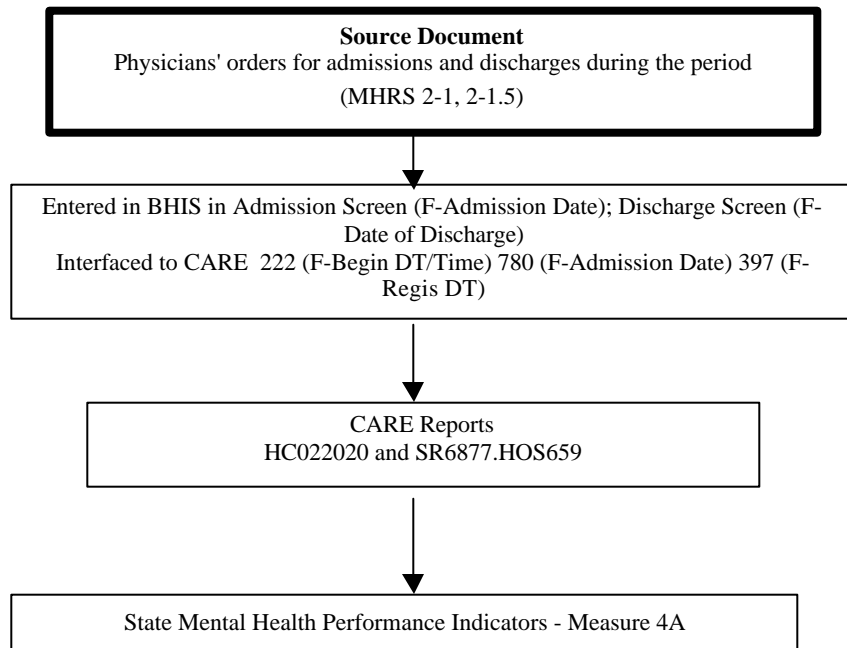 Source Document
Physicians' orders for admissions and discharges during the period
(MHRS 2-1, 2-1.5)
Entered in BHIS in Admission Screen (F-Admission Date); Discharge Screen (F-
Date of Discharge)
Interfaced to CARE 222 (F-Begin DT/Time) 780 (F-Admission Date) 397 (F-
Regis DT)
CARE Reports
HC022020 and SR6877.HOS659
State Mental Health Performance Indicators - Measure 4A